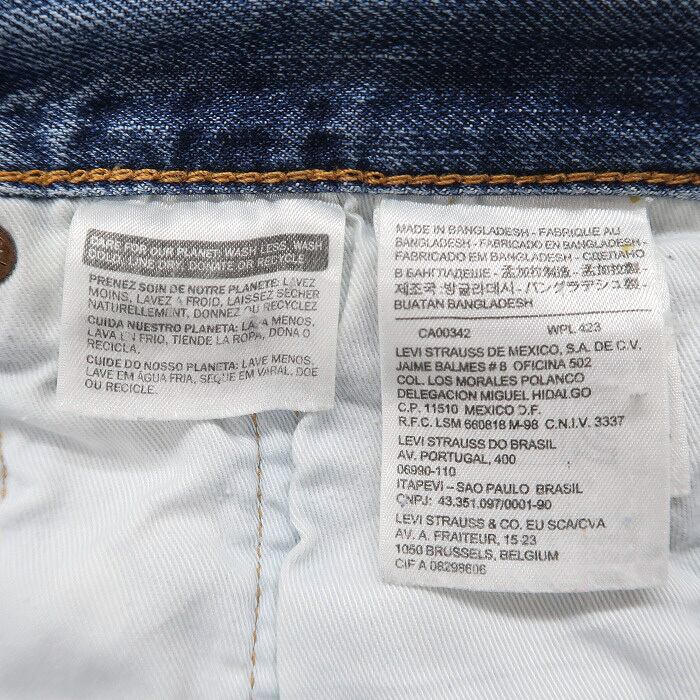 CARE FOR OUR PLANET: WASH LESS, WASH
COLD, LINE DRY, DONATE OR RECYCLE
PRENEZ SOIN DE NOTRE PLANETE: LAVEZ
MOINS, LAVEZ A FROID, LAISSEZ SÉCHER
NATURELLEMENT, DONNEZ OU RECYCLEZ
CUIDA NUESTRO PLANETA: LAVA MENOS,
LAVA EN FRIO, TIENDE LA ROPA, DONA O
RECICLA.
CUIDE DO NOSSO PLANETA: LAVE MENOS,
LAVE EM ÁGUA FRIA, SEQUE EM VARAL, DOE
OU RECICLE.
MADE IN BANGLADESH - FABRIQUE AU
BANGLADESH - FABRICADO EN BANGLADESH -
FABRICADO EM BANGLADESH - СДЕЛАНО
В БАНГЛАДЕШЕ - 孟加拉制造 - 孟加拉製 -
제조국 방글라데시 - バングラデシュ製 -
BUATAN BANGLADESH
CA00342 WPL 423
LEVI STRAUSS DE MEXICO, S.A. DE C.V.
JAIME BALMES # 8 OFICINA 502
COL. LOS MORALES POLANCO
DELEGACION MIGUEL HIDALGO
C.P. 11510 MEXICO D.F.
R.F.C. LSM 660818 M-98 C.N.I.V. 3337
LEVI STRAUSS DO BRASIL
AV. PORTUGAL, 400
06990-110
ITAPEVI – SAO PAULO BRASIL
CNPJ: 43.351.097/0001-90
LEVI STRAUSS & CO. EU SCA/CVA
AV. A. FRAITEUR, 15-23
1050 BRUSSELS, BELGIUM
CIF A 08298606